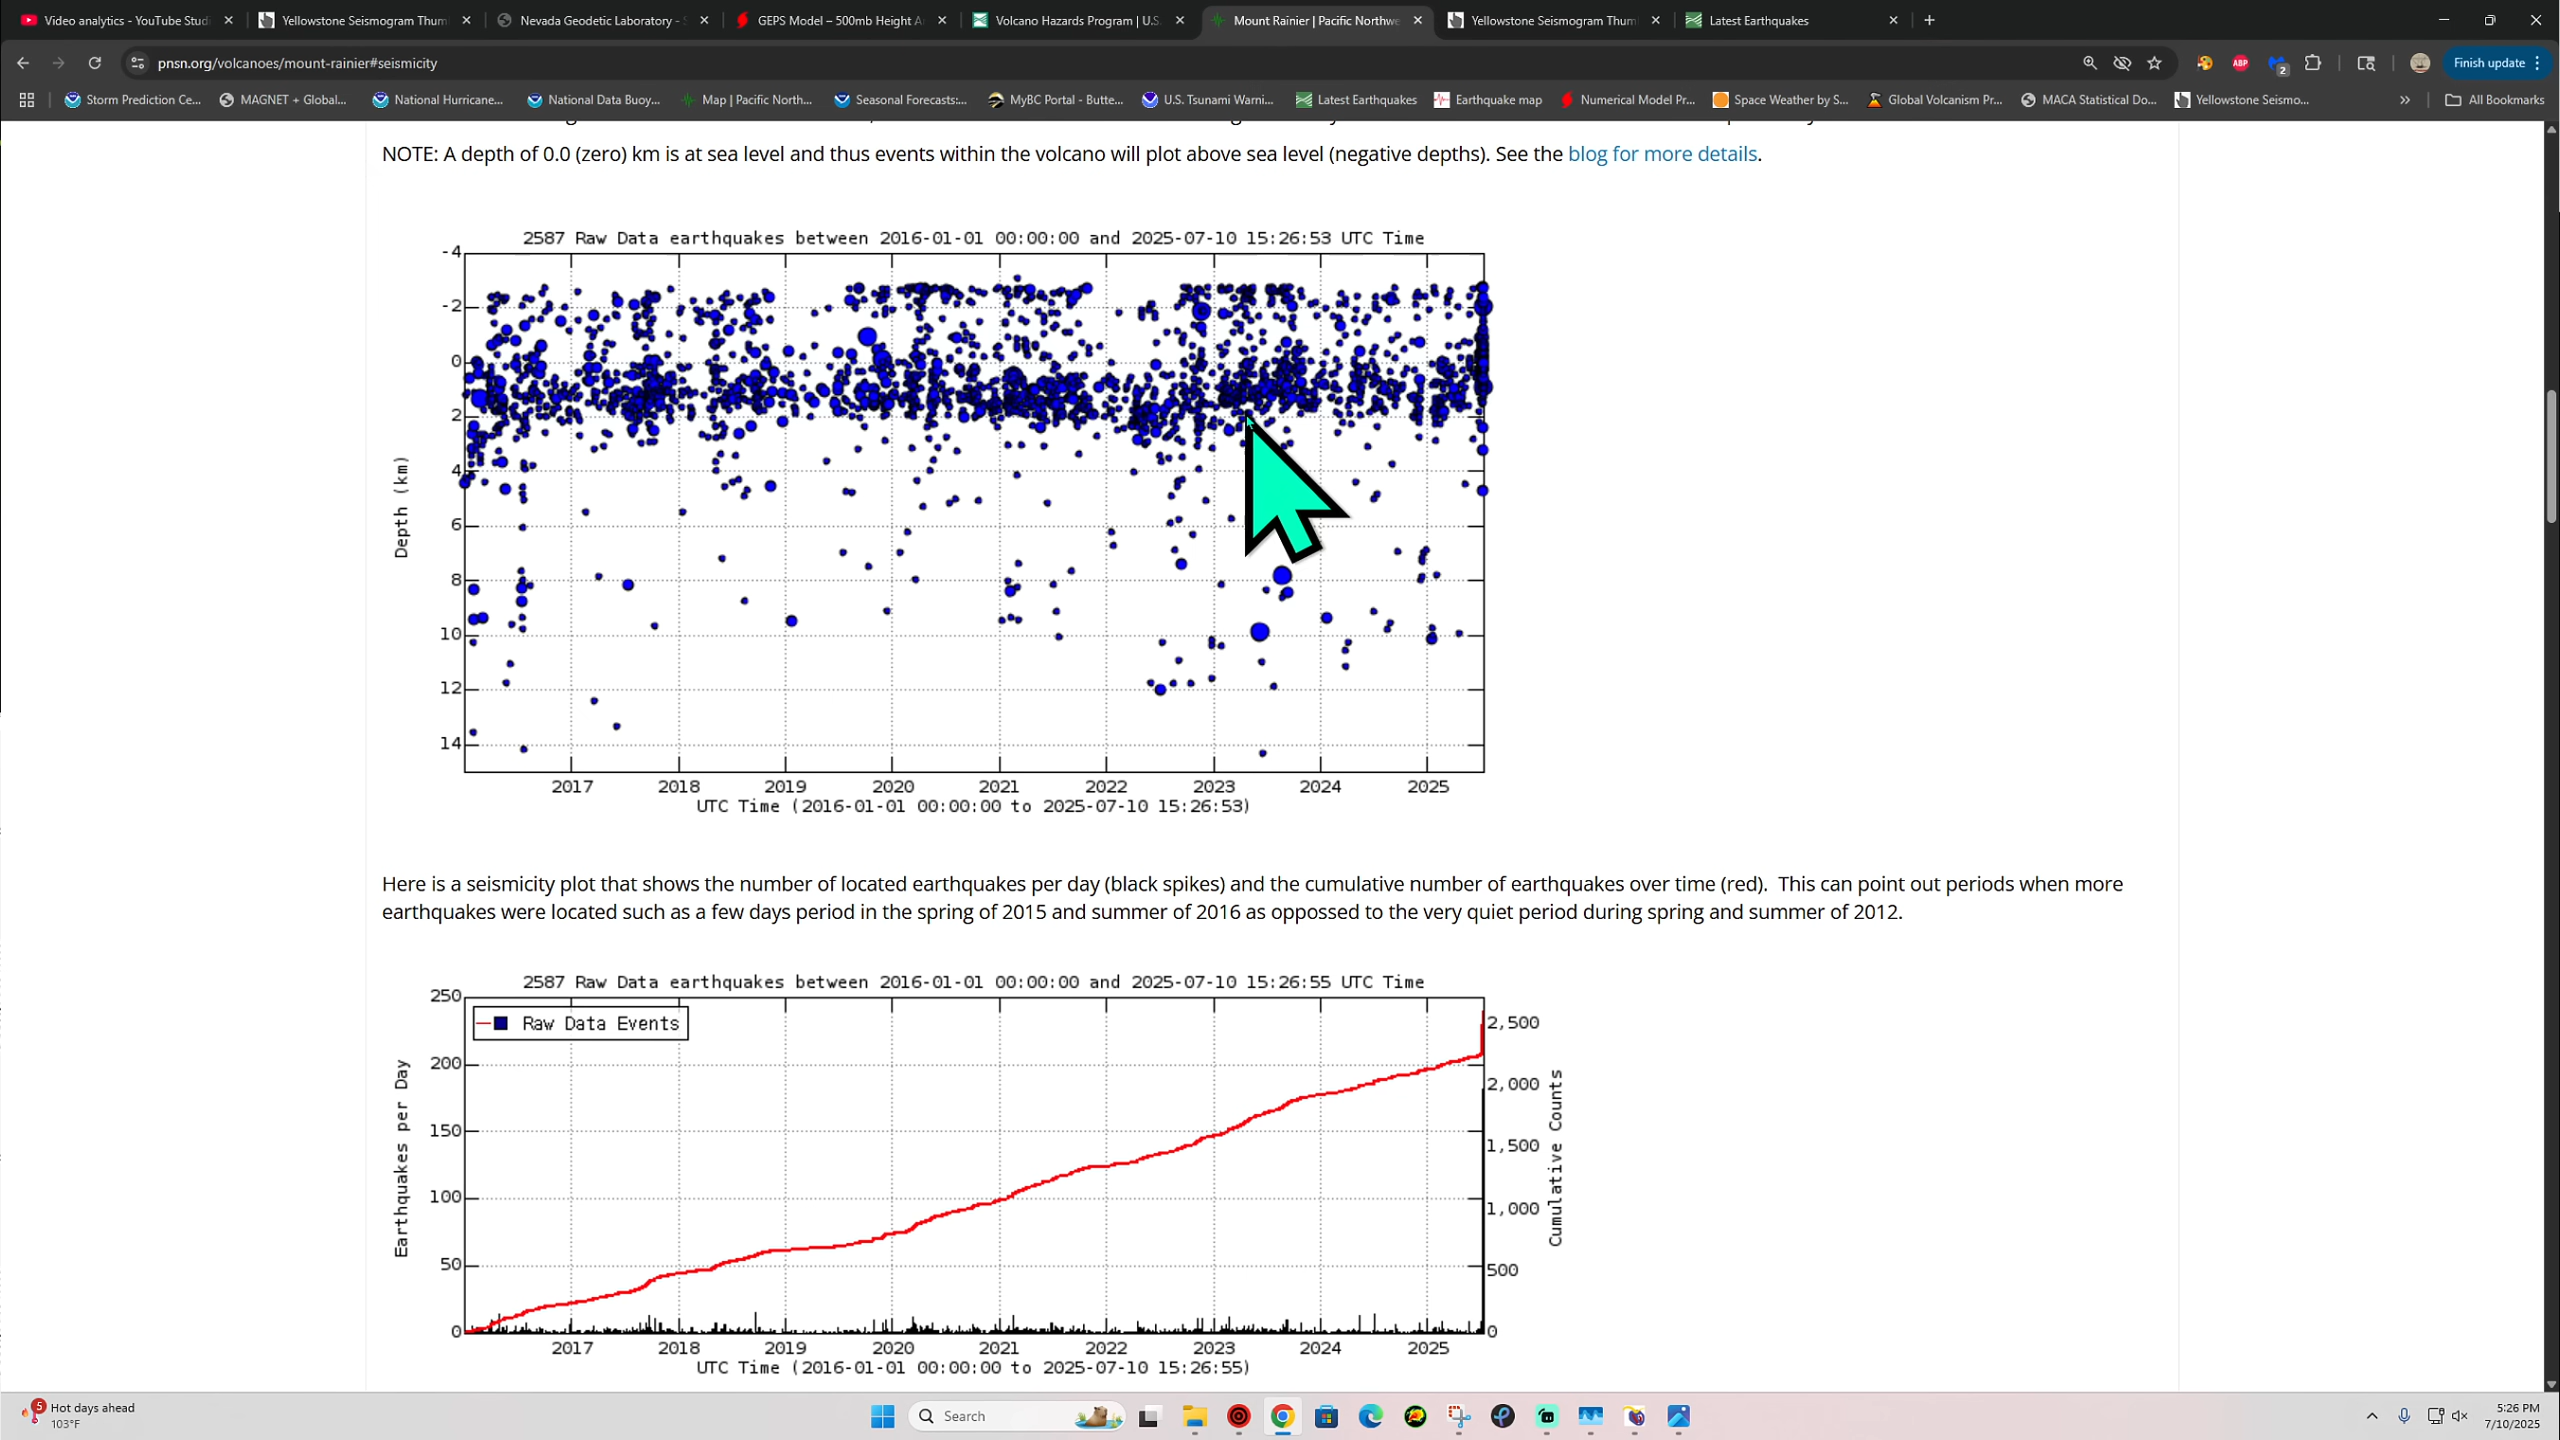 Video analytics - YouTube Studi
Yellowstone Seismogram Thum
Nevada Geodetic Laboratory - S
GEPS Model – 500mb Height A
Volcano Hazards Program | U.S.
Mount Rainier | Pacific Northwe
Yellowstone Seismogram Thum
Latest Earthquakes
pnsn.org/volcanoes/mount-rainier#seismicity
ABP
2
Finish update
Storm Prediction Ce...
MAGNET + Global...
National Hurricane...
National Data Buoy...
Map | Pacific North...
Seasonal Forecasts:...
MyBC Portal - Butte...
U.S. Tsunami Warni...
Latest Earthquakes
Earthquake map
Numerical Model Pr...
Space Weather by S...
Global Volcanism Pr...
MACA Statistical Do...
Yellowstone Seismo...
»
All Bookmarks
NOTE: A depth of 0.0 (zero) km is at sea level and thus events within the volcano will plot above sea level (negative depths). See the blog for more details.
2587 Raw Data earthquakes between 2016-01-01 00:00:00 and 2025-07-10 15:26:53 UTC Time
-4
-2
0
2
4
6
8
10
12
14
Depth (km)
2017 2018 2019 2020 2021 2022 2023 2024 2025
UTC Time (2016-01-01 00:00:00 to 2025-07-10 15:26:53)
Here is a seismicity plot that shows the number of located earthquakes per day (black spikes) and the cumulative number of earthquakes over time (red).  This can point out periods when more
earthquakes were located such as a few days period in the spring of 2015 and summer of 2016 as oppossed to the very quiet period during spring and summer of 2012.
2587 Raw Data earthquakes between 2016-01-01 00:00:00 and 2025-07-10 15:26:55 UTC Time
Raw Data Events
250
200
150
100
50
0
Earthquakes per Day
2,500
2,000
1,500
1,000
500
0
Cumulative Counts
2017 2018 2019 2020 2021 2022 2023 2024 2025
UTC Time (2016-01-01 00:00:00 to 2025-07-10 15:26:55)
5
Hot days ahead
103°F
Search
5:26 PM
7/10/2025